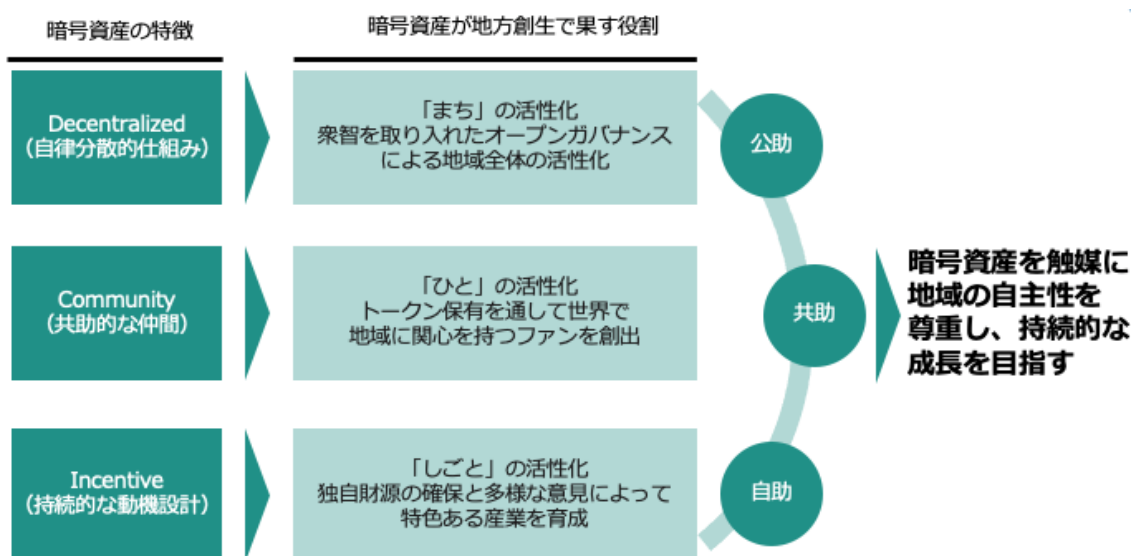 暗号資産の特徴
暗号資産が地方創生で果す役割
Decentralized
(自律分散的仕組み)
「まち」の活性化
衆智を取り入れたオープンガバナンス
による地域全体の活性化
公助
Community
(共助的な仲間)
「ひと」の活性化
トークン保有を通して世界で
地域に関心を持つファンを創出
共助
暗号資産を触媒に
地域の自主性を
尊重し、持続的な
成長を目指す
Incentive
(持続的な動機設計)
「しごと」の活性化
独自財源の確保と多様な意見によって
特色ある産業を育成
自助